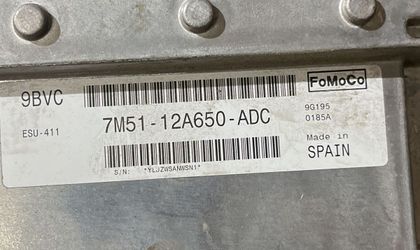 9BVC
FoMoCo
ESU-411
7M51-12A650-ADC
9G195
0185A
Made in
SPAIN
S/N: